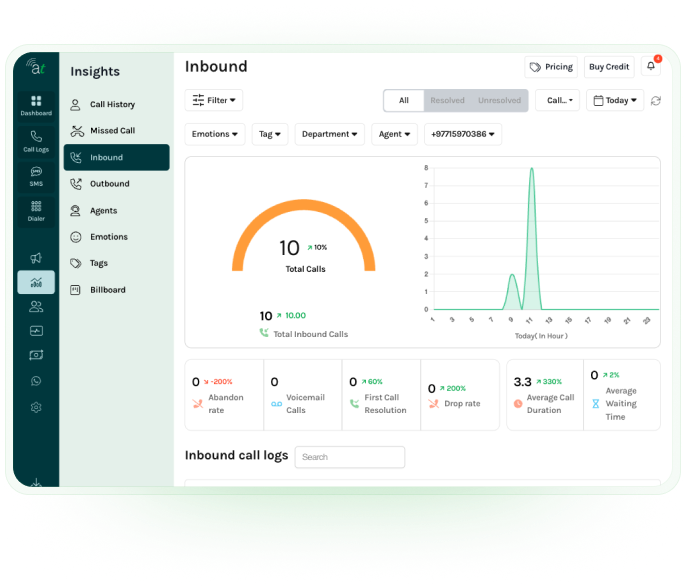 at
Dashboard
Call Logs
SMS
Dialer
Insights
Call History
Missed Call
Inbound
Outbound
Agents
Emotions
Tags
Billboard
Inbound
Pricing
Buy Credit
Filter
All
Resolved
Unresolved
Call...
Today
Emotions
Tag
Department
Agent
+97715970386
10
10%
Total Calls
10
10.00
Total Inbound Calls
8
7
6
5
4
3
2
1
0
1 3 5 7 9 11 13 15 17 19 21 23
Today( In Hour )
0 -200%
Abandon
rate
0
Voicemail
Calls
0 60%
First Call
Resolution
0 200%
Drop rate
3.3 330%
Average Call
Duration
0 2%
Average
Waiting
Time
Inbound call logs
Search